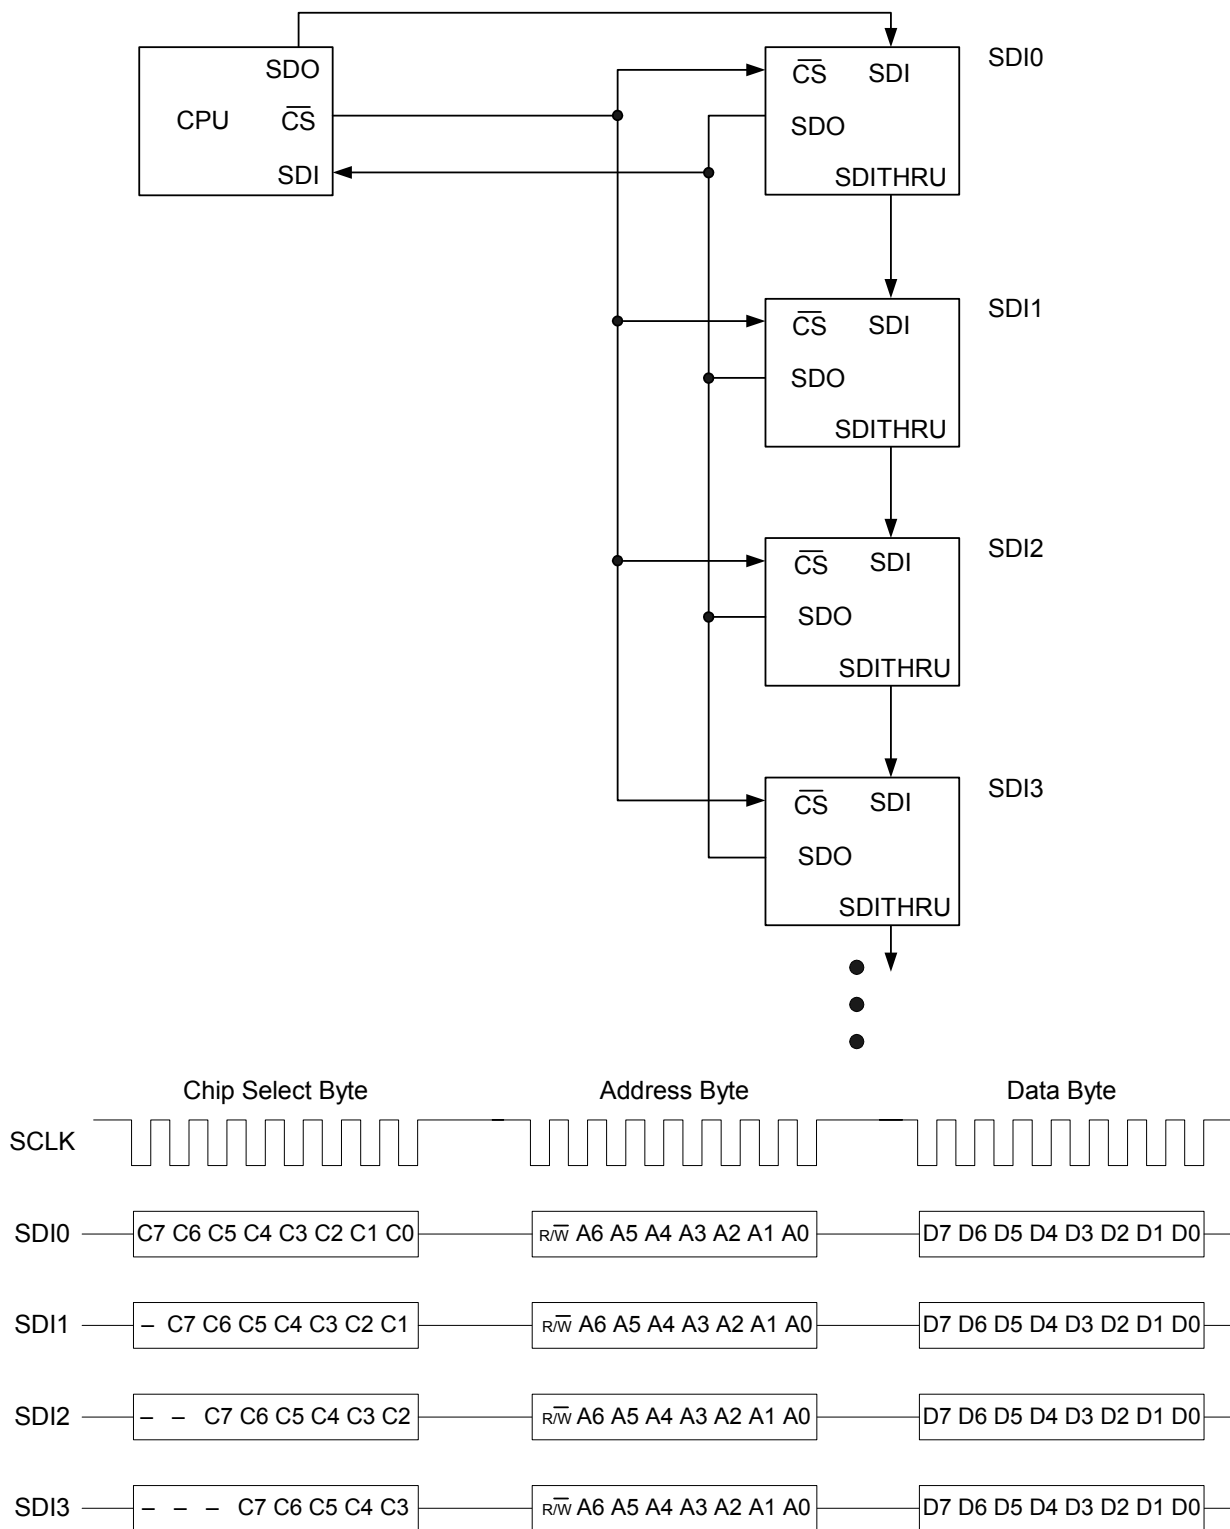 SDO
CPU
CS
SDI
CS SDI
SDO
SDITHRU
SDI0
CS SDI
SDO
SDITHRU
SDI1
CS SDI
SDO
SDITHRU
SDI2
CS SDI
SDO
SDITHRU
SDI3
Chip Select Byte Address Byte Data Byte
SCLK
SDI0 C7 C6 C5 C4 C3 C2 C1 C0 R/W A6 A5 A4 A3 A2 A1 A0 D7 D6 D5 D4 D3 D2 D1 D0
SDI1 – C7 C6 C5 C4 C3 C2 C1 R/W A6 A5 A4 A3 A2 A1 A0 D7 D6 D5 D4 D3 D2 D1 D0
SDI2 – – C7 C6 C5 C4 C3 C2 R/W A6 A5 A4 A3 A2 A1 A0 D7 D6 D5 D4 D3 D2 D1 D0
SDI3 – – – C7 C6 C5 C4 C3 R/W A6 A5 A4 A3 A2 A1 A0 D7 D6 D5 D4 D3 D2 D1 D0